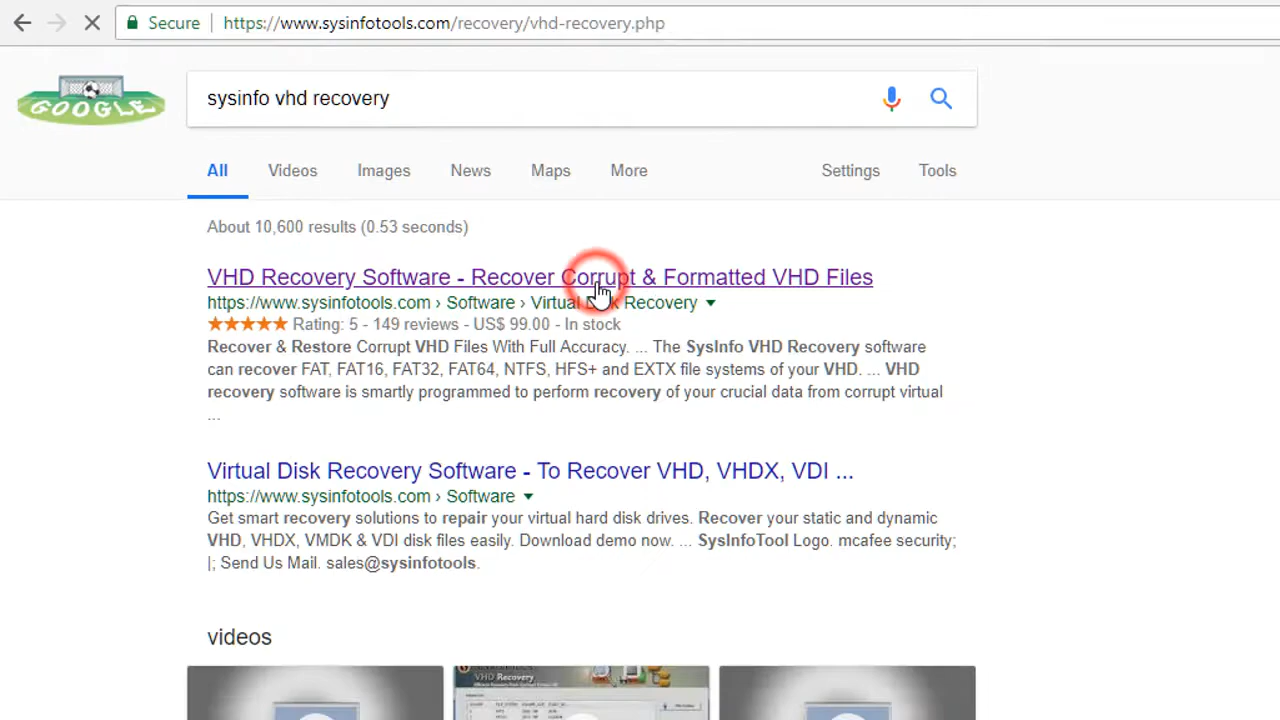 Secure https://www.sysinfotools.com/recovery/vhd-recovery.php
GOOGLE
sysinfo vhd recovery
All Videos Images News Maps More Settings Tools
About 10,600 results (0.53 seconds)
VHD Recovery Software - Recover Corrupt & Formatted VHD Files
https://www.sysinfotools.com › Software › Virtual Disk Recovery
Rating: 5 - 149 reviews - US$ 99.00 - In stock
Recover & Restore Corrupt VHD Files With Full Accuracy. ... The SysInfo VHD Recovery software
can recover FAT, FAT16, FAT32, FAT64, NTFS, HFS+ and EXTX file systems of your VHD. ... VHD
recovery software is smartly programmed to perform recovery of your crucial data from corrupt virtual
...
Virtual Disk Recovery Software - To Recover VHD, VHDX, VDI ...
https://www.sysinfotools.com › Software
Get smart recovery solutions to repair your virtual hard disk drives. Recover your static and dynamic
VHD, VHDX, VMDK & VDI disk files easily. Download demo now. ... SysInfoTool Logo. mcafee security;
|; Send Us Mail. sales@sysinfotools.
videos
VHD Recovery